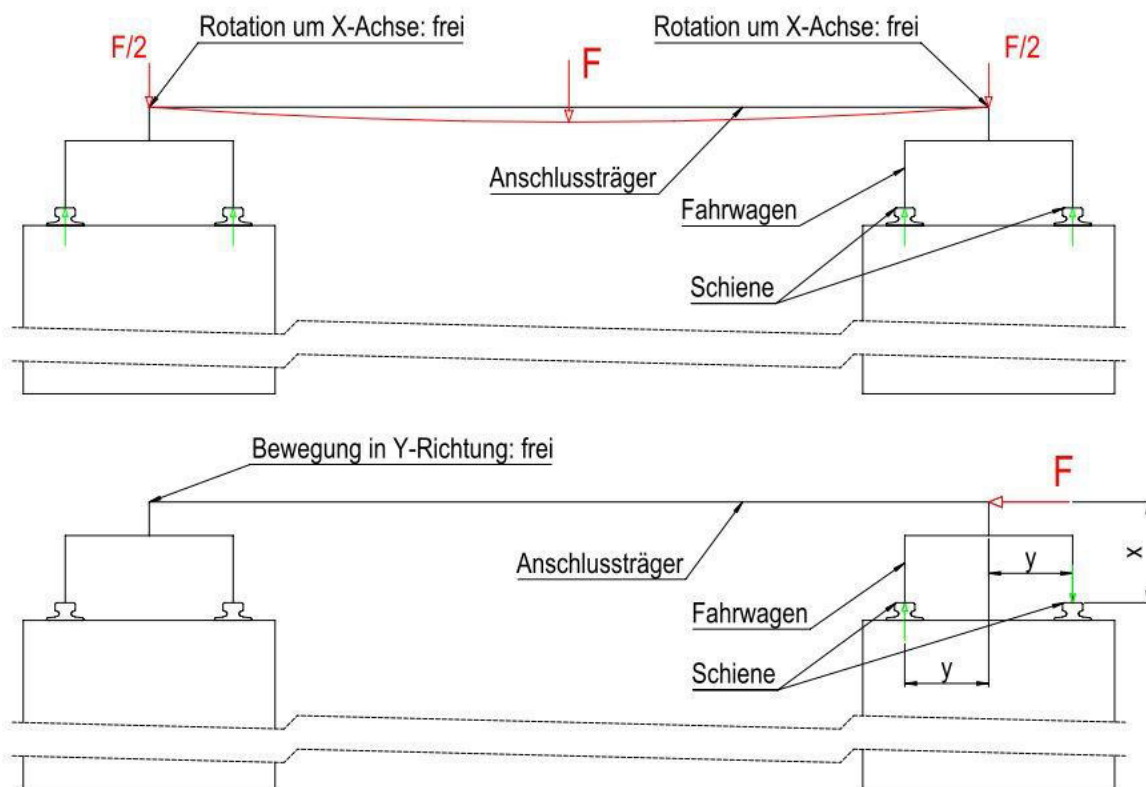 Rotation um X-Achse: frei
Rotation um X-Achse: frei
F/2
F
F/2
Anschlussträger
Fahrwagen
Schiene
Bewegung in Y-Richtung: frei
F
Anschlussträger
y
x
Fahrwagen
Schiene
y